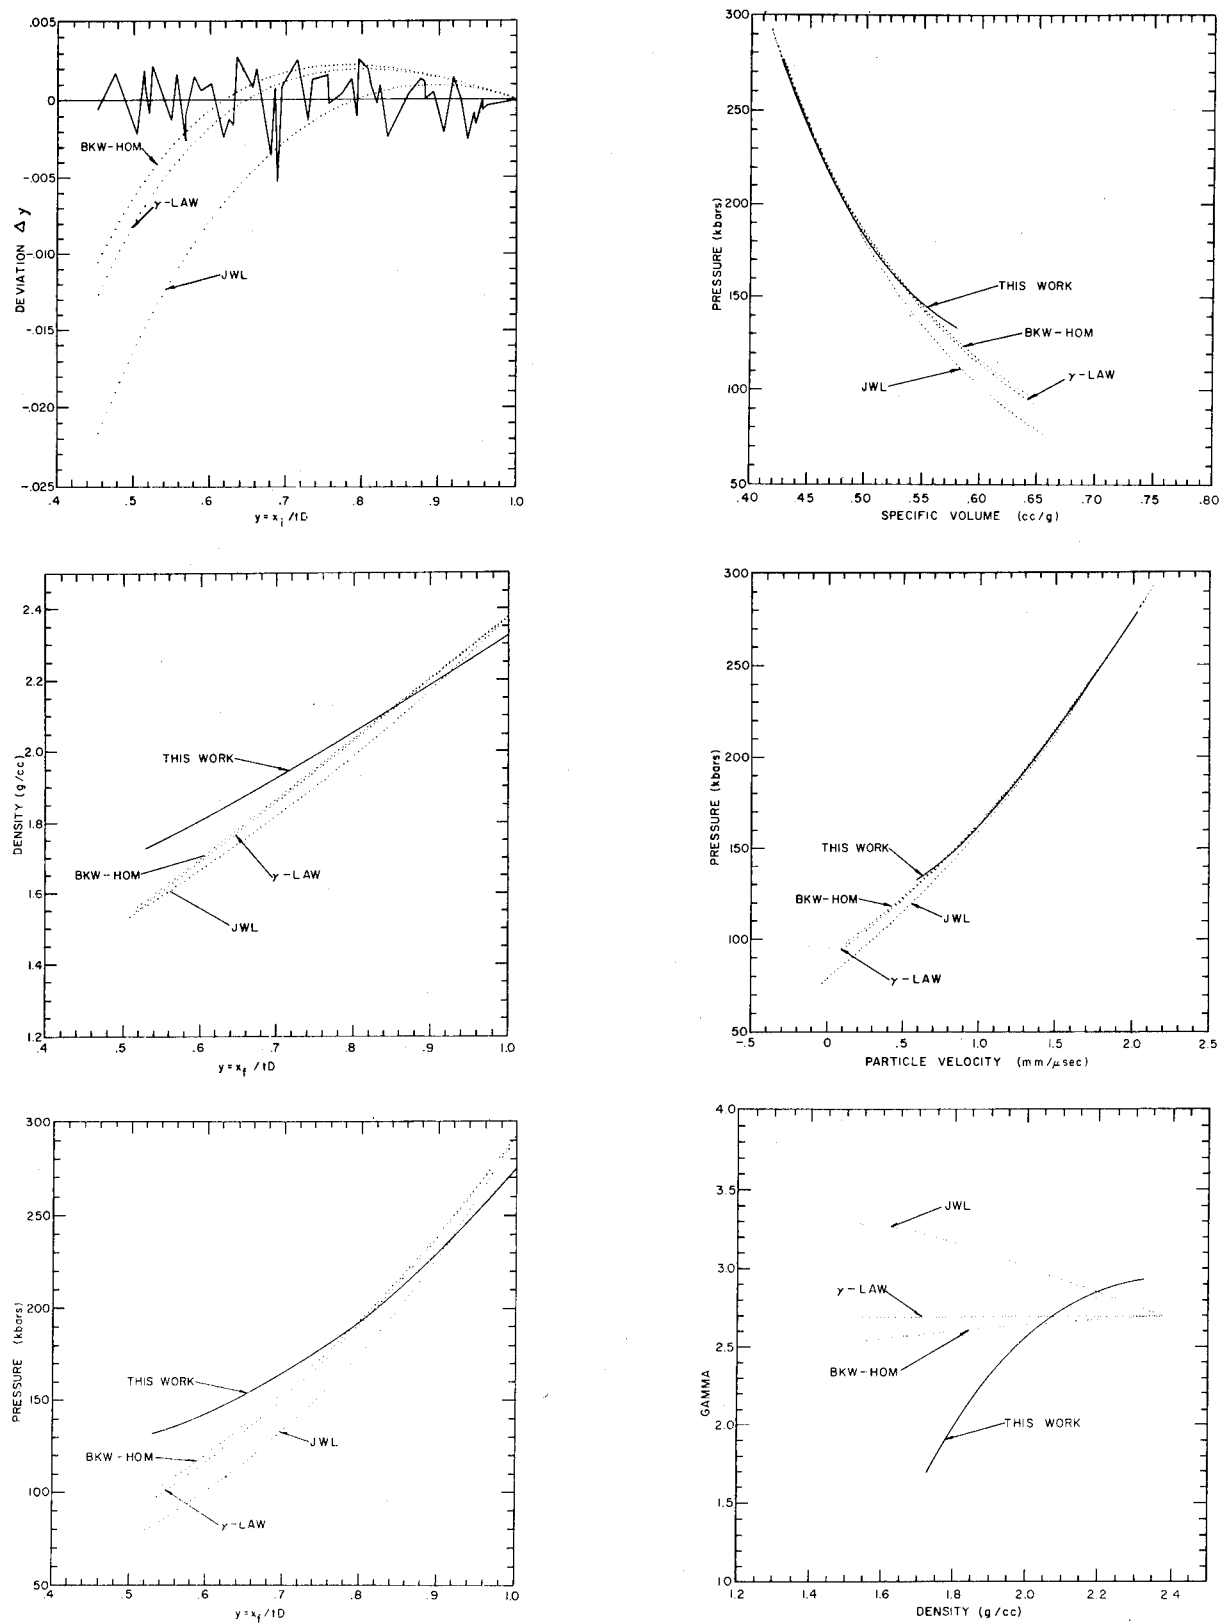 .005
0
-.005
-.010
-.015
-.020
-.025
DEVIATION Δy
BKW-HOM
γ-LAW
JWL
.4 .5 .6 .7 .8 .9 1.0
y = x_i/tD
300
250
200
150
100
50
PRESSURE (kbars)
THIS WORK
BKW-HOM
JWL
γ-LAW
.40 .45 .50 .55 .60 .65 .70 .75 .80
SPECIFIC VOLUME (cc/g)
2.4
2.2
2.0
1.8
1.6
1.4
1.2
DENSITY (g/cc)
THIS WORK
BKW-HOM
γ-LAW
JWL
.4 .5 .6 .7 .8 .9 1.0
y = x_f/tD
300
250
200
150
100
50
PRESSURE (kbars)
THIS WORK
BKW-HOM
JWL
γ-LAW
-.5 0 .5 1.0 1.5 2.0 2.5
PARTICLE VELOCITY (mm/μsec)
300
250
200
150
100
50
PRESSURE (kbars)
THIS WORK
BKW-HOM
JWL
γ-LAW
.4 .5 .6 .7 .8 .9 1.0
y = x_f/tD
4.0
3.5
3.0
2.5
2.0
1.5
1.0
GAMMA
JWL
γ-LAW
BKW-HOM
THIS WORK
1.2 1.4 1.6 1.8 2.0 2.2 2.4
DENSITY (g/cc)